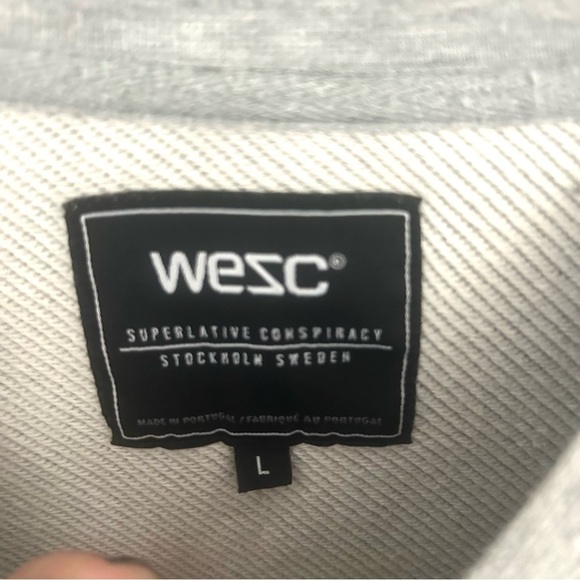 wesc®
SUPERLATIVE CONSPIRACY
STOCKHOLM SWEDEN
MADE IN PORTUGAL / FABRIQUÉ AU PORTUGAL
L